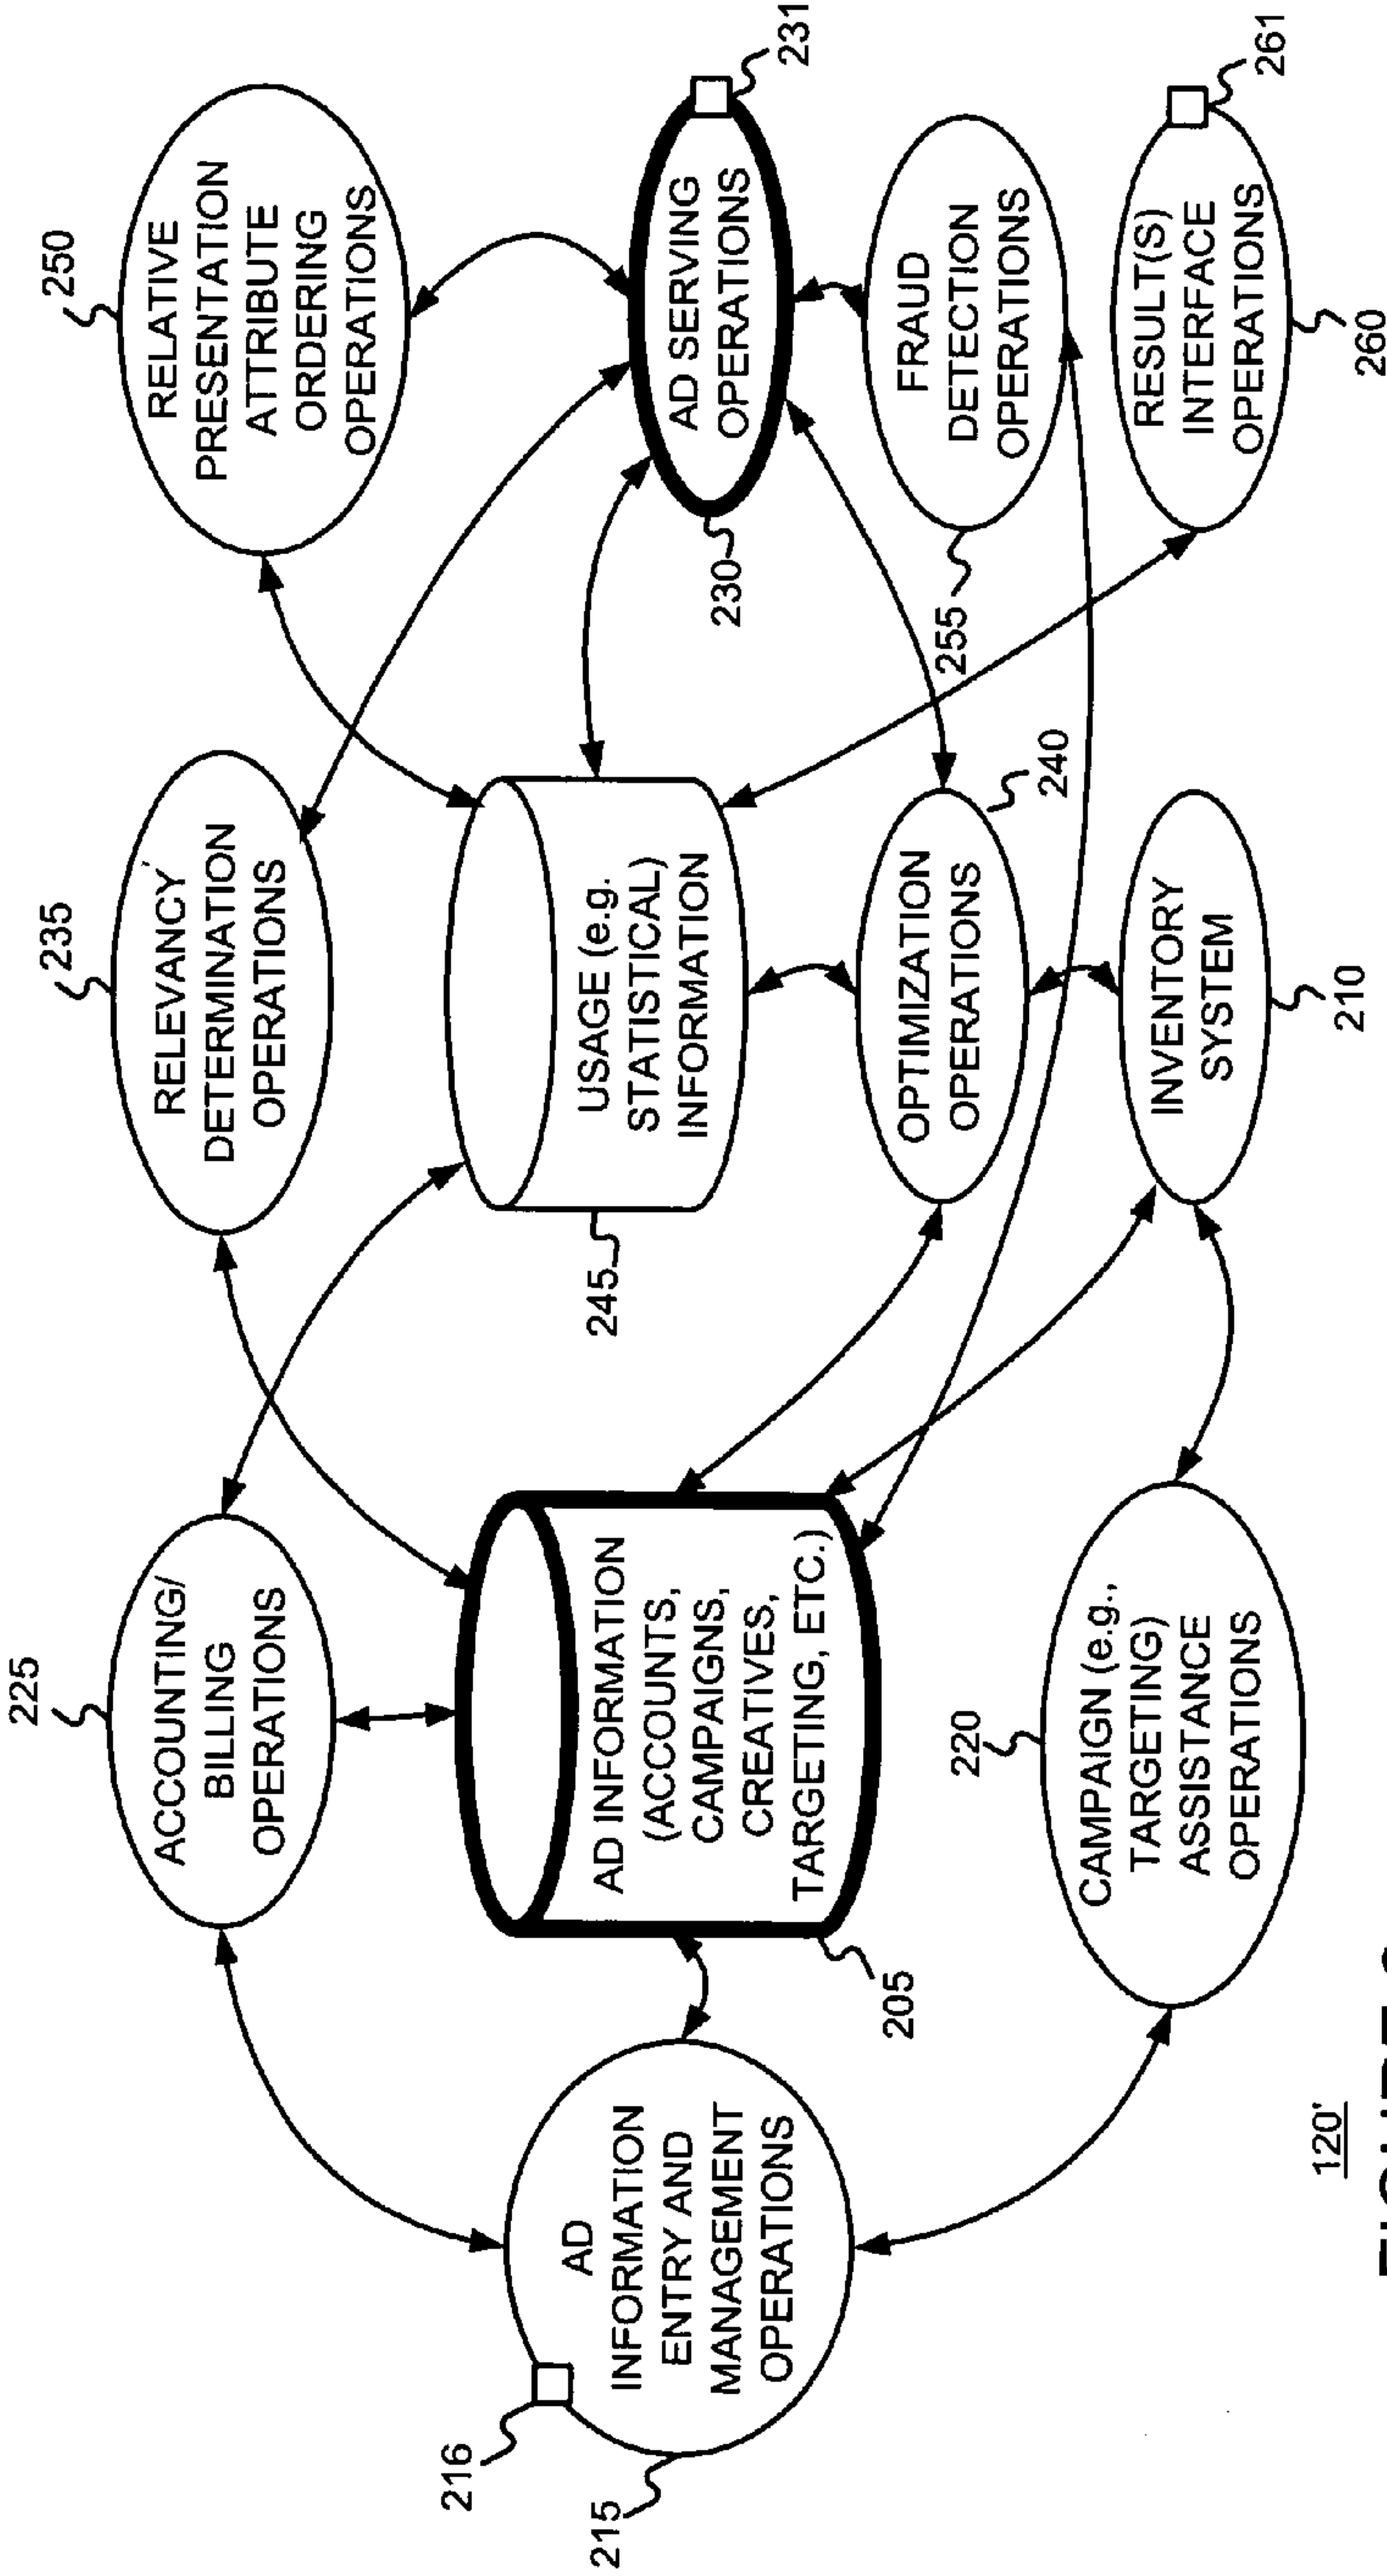 225
ACCOUNTING/
BILLING
OPERATIONS
235
RELEVANCY
DETERMINATION
OPERATIONS
250
RELATIVE
PRESENTATION
ATTRIBUTE
ORDERING
OPERATIONS
216
AD
INFORMATION
ENTRY AND
MANAGEMENT
OPERATIONS
215
AD INFORMATION
(ACCOUNTS,
CAMPAIGNS,
CREATIVES,
TARGETING, ETC.)
205
USAGE (e.g.
STATISTICAL)
INFORMATION
245
AD SERVING
OPERATIONS
230
231
OPTIMIZATION
OPERATIONS
240
FRAUD
DETECTION
OPERATIONS
255
220
CAMPAIGN (e.g.,
TARGETING)
ASSISTANCE
OPERATIONS
INVENTORY
SYSTEM
210
RESULT(S)
INTERFACE
OPERATIONS
260
261
120'